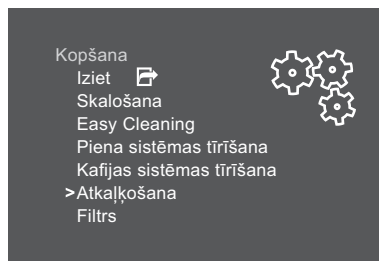 Kopšana
Iziet
Skalošana
Easy Cleaning
Piena sistēmas tīrīšana
Kafijas sistēmas tīrīšana
>Atkaļķošana
Filtrs